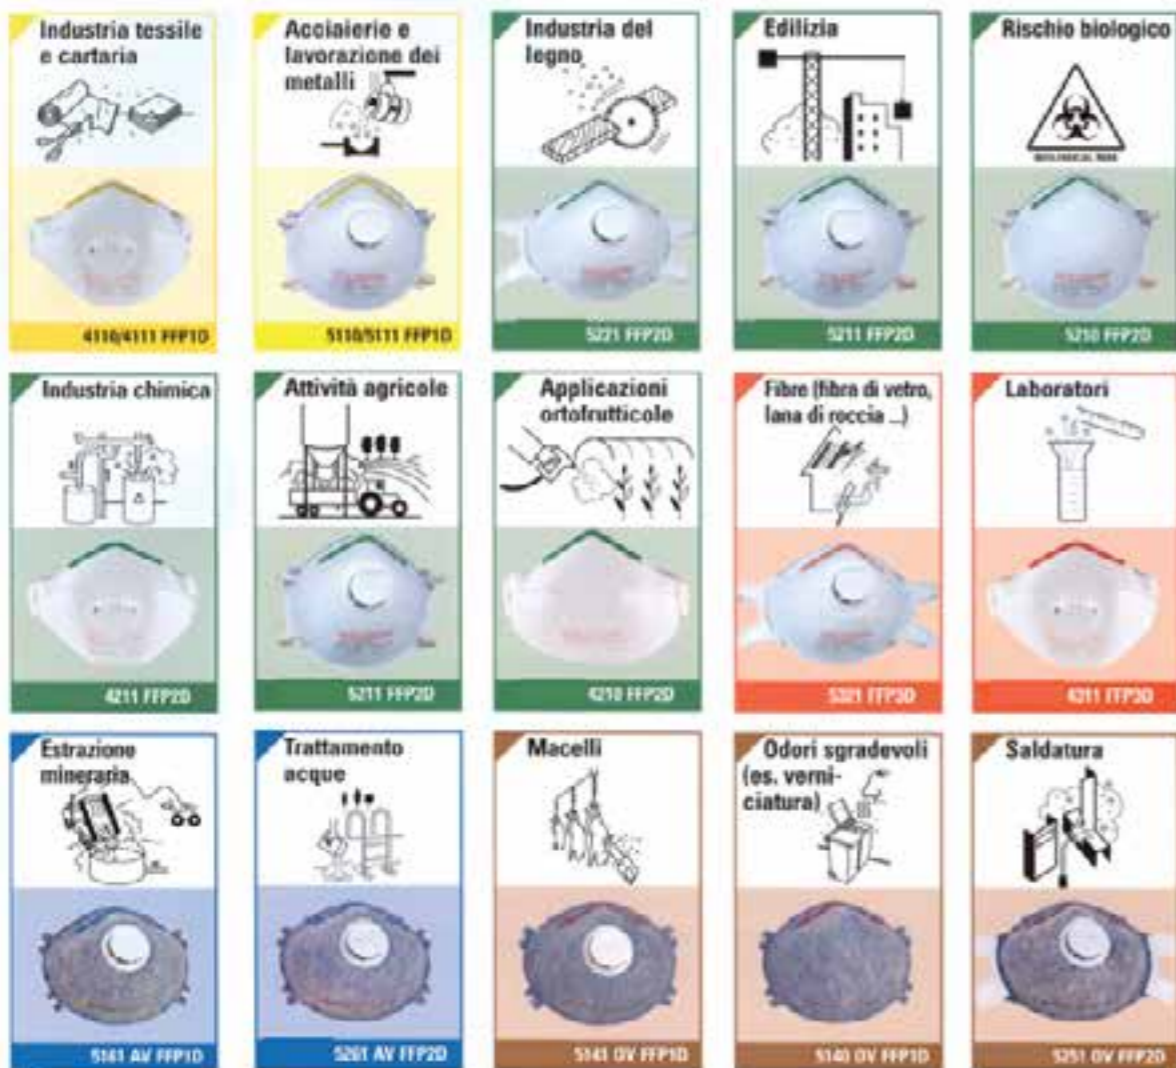 Industria tessile
e cartaria
4110/4111 FFP1D
Acciaierie e
lavorazione dei
metalli
5110/5111 FFP1D
Industria del
legno
5221 FFP2D
Edilizia
5211 FFP2D
Rischio biologico
BIOLOGICAL RISK
5210 FFP2D
Industria chimica
4211 FFP2D
Attività agricole
5211 FFP2D
Applicazioni
ortofrutticole
4210 FFP2D
Fibre (fibra di vetro,
lana di roccia ...)
5321 FFP3D
Laboratori
4311 FFP3D
Estrazione
mineraria
5161 AV FFP1D
Trattamento
acque
5261 AV FFP2D
Macelli
5141 OV FFP1D
Odori sgradevoli
(es. verni-
ciatura)
5140 OV FFP1D
Saldatura
5251 OV FFP2D